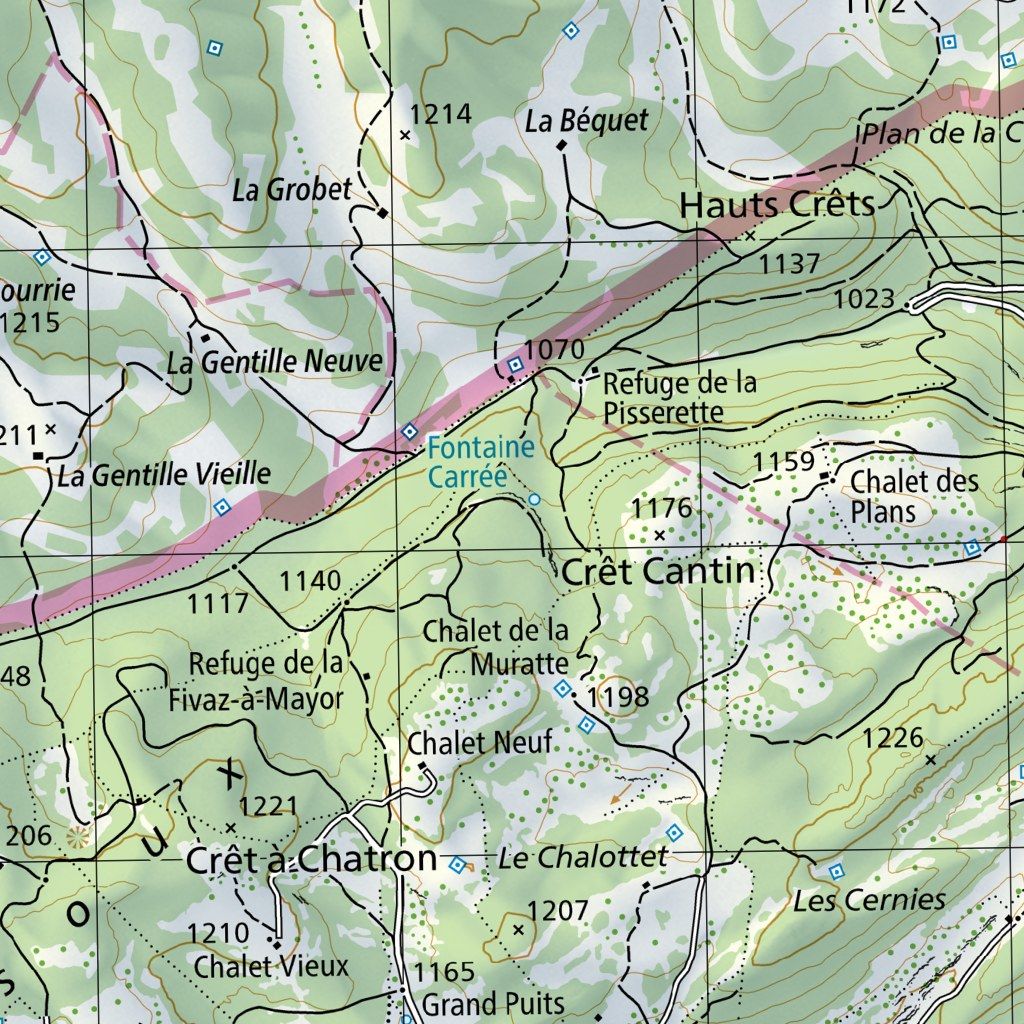 1172
1214
La Béquet
Plan de la C
La Grobet
Hauts Crêts
1137
ourrie
1215
1023
1070
La Gentille Neuve
Refuge de la
Pisserette
211
Fontaine
Carréé
La Gentille Vieille
1159
Chalet des
Plans
1176
Crêt Cantin
1140
1117
Chalet de la
Muratte
48
Refuge de la
Fivaz-à-Mayor
1198
Chalet Neuf
1226
x
1221
206
u
Crêt à Chatron
Le Chalottet
Les Cernies
o
1207
1210
Chalet Vieux
1165
s
Grand Puits